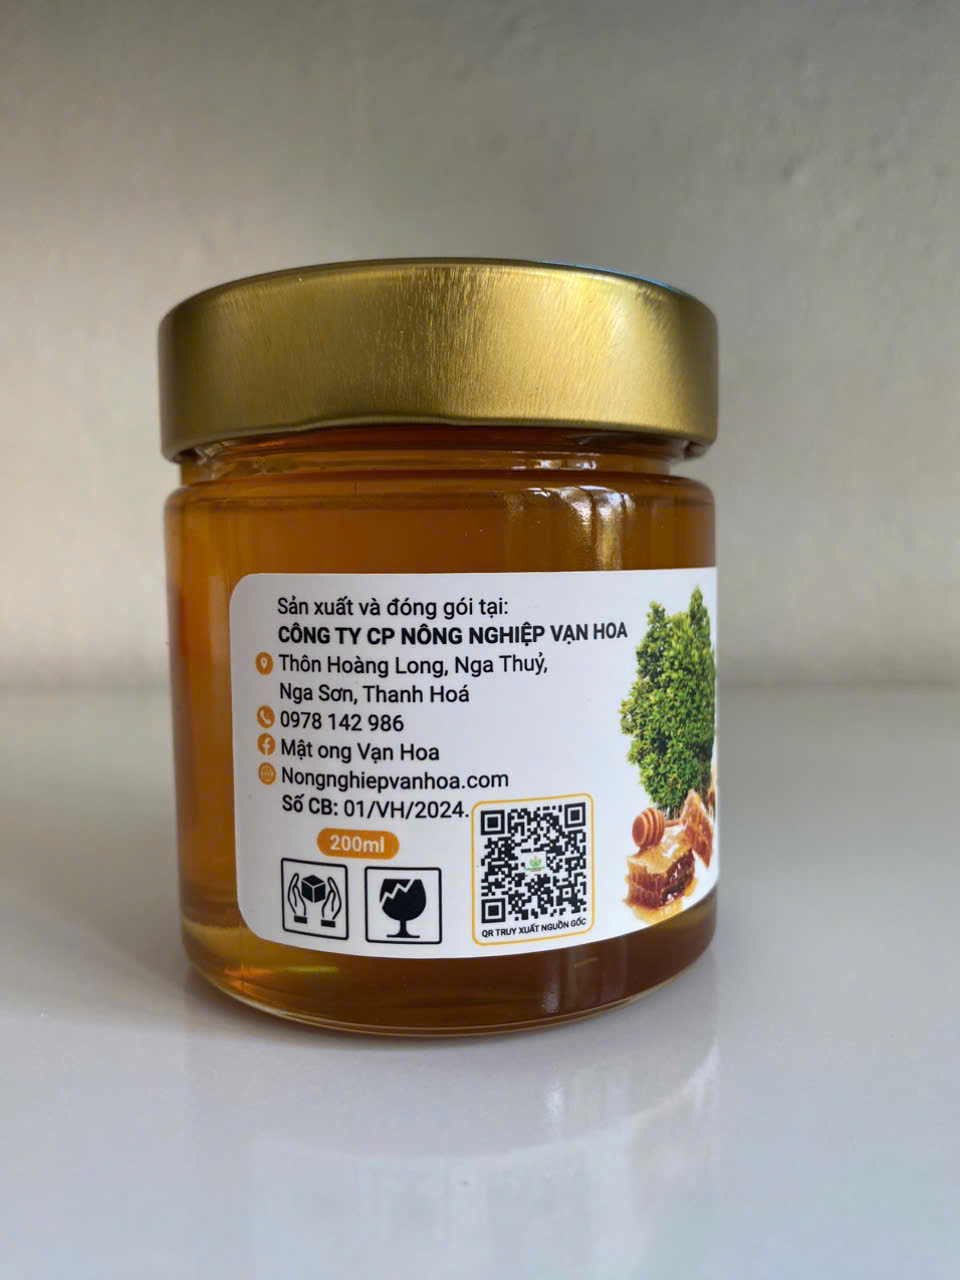 Sản xuất và đóng gói tại:
CÔNG TY CP NÔNG NGHIỆP VẠN HOA
Thôn Hoàng Long, Nga Thuỷ,
Nga Sơn, Thanh Hoá
0978 142 986
Mật ong Vạn Hoa
Nongnghiepvanhoa.com
Số CB: 01/VH/2024.
200ml
QR TRUY XUẤT NGUỒN GỐC